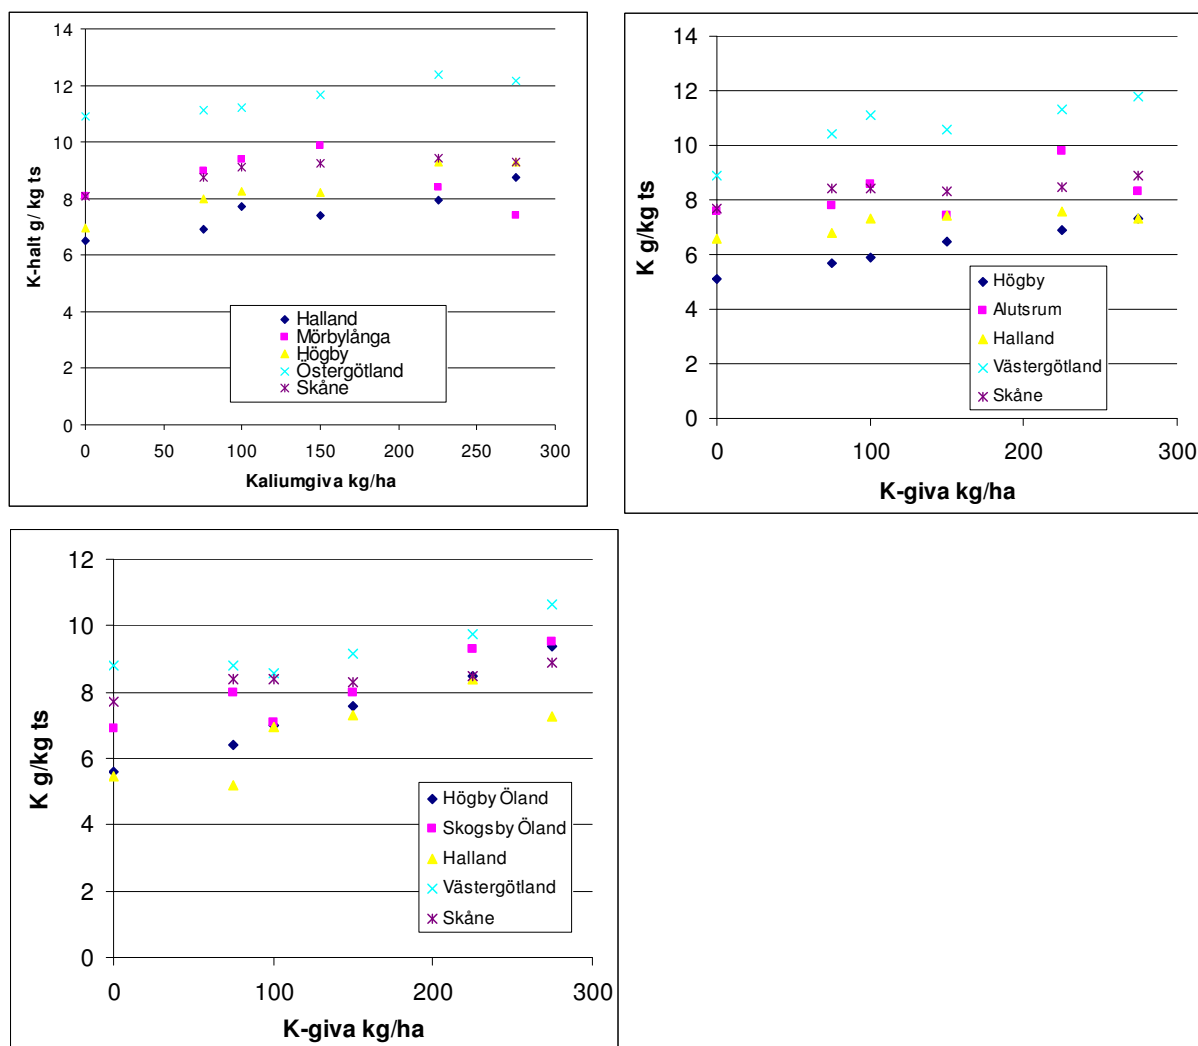 14
12
10
8
6
4
2
0
K-halt g/ kg ts
0 50 100 150 200 250 300
Kaliumgiva kg/ha
Halland
Mörbylånga
Högby
Östergötland
Skåne
14
12
10
8
6
4
2
0
K g/kg ts
0 100 200 300
K-giva kg/ha
Högby
Alutsrum
Halland
Västergötland
Skåne
12
10
8
6
4
2
0
K g/kg ts
0 100 200 300
K-giva kg/ha
Högby Öland
Skogsby Öland
Halland
Västergötland
Skåne